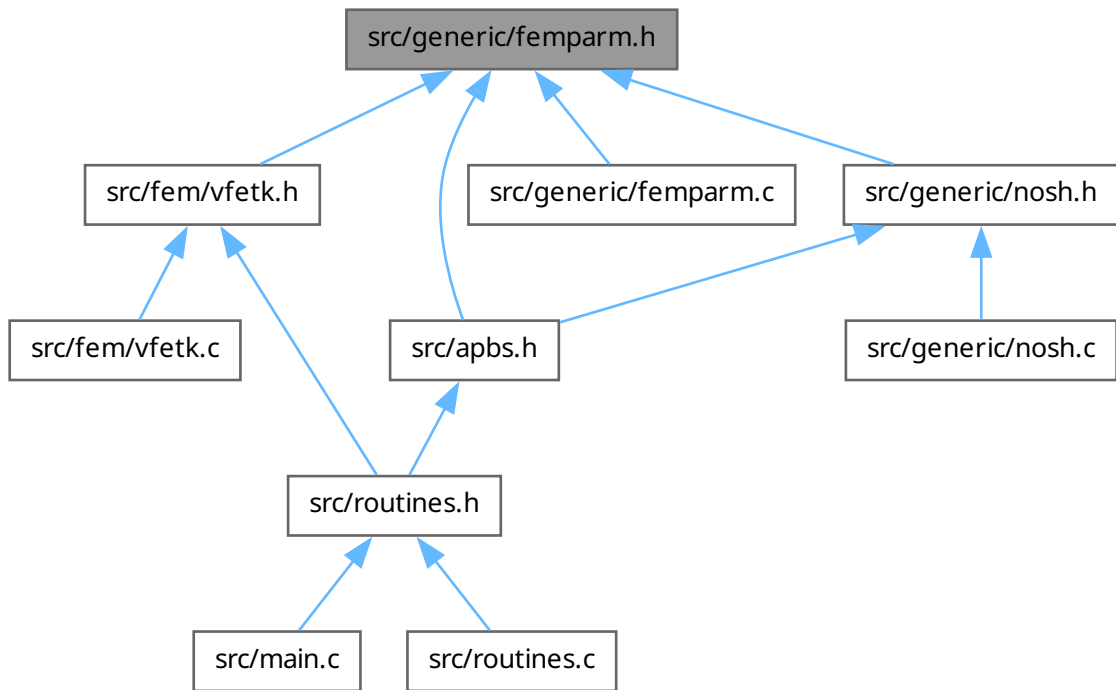 src/generic/femparm.h
src/fem/vfetk.h
src/generic/femparm.c
src/generic/nosh.h
src/fem/vfetk.c
src/apbs.h
src/generic/nosh.c
src/routines.h
src/main.c
src/routines.c